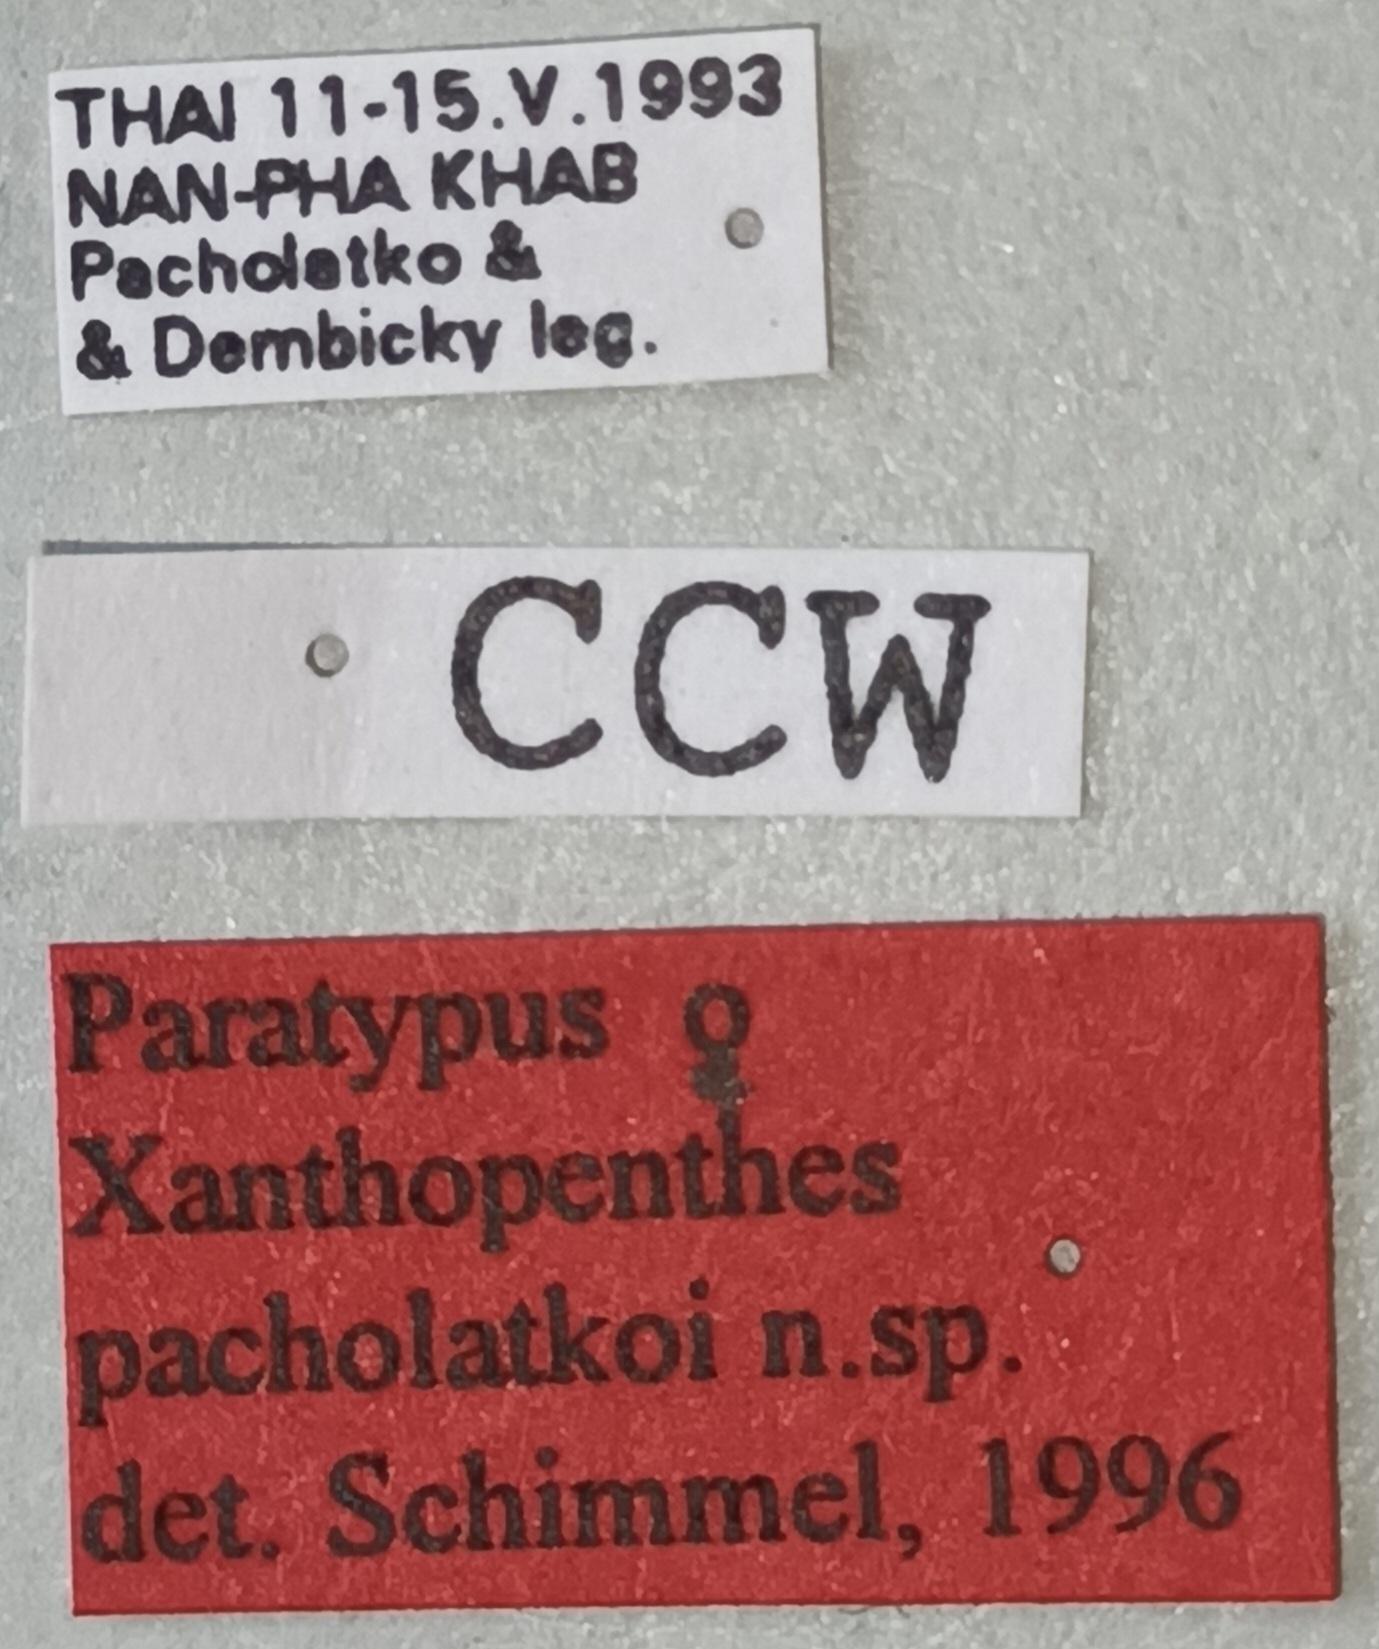 THAI 11-15.V.1993
NAN-PHA KHAB
Pacholatko &
& Dembicky leg.
CCW
Paratypus ♀
Xanthopenthes
pacholatkoi n.sp.
det. Schimmel, 1996